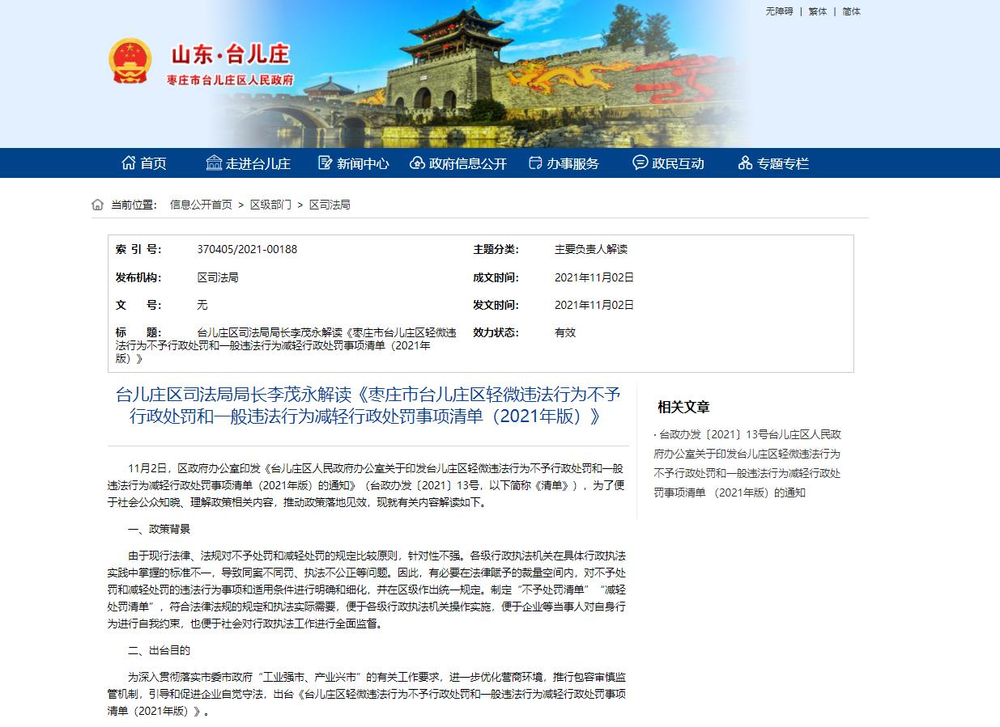 无障碍 | 繁体 | 简体
山东·台儿庄
枣庄市台儿庄区人民政府
首页 走进台儿庄 新闻中心 政府信息公开 办事服务 政民互动 专题专栏
当前位置： 信息公开首页 > 区级部门 > 区司法局
索 引 号： 370405/2021-00188 主题分类： 主要负责人解读
发布机构： 区司法局 成文时间： 2021年11月02日
文 号： 无 发文时间： 2021年11月02日
标 题： 台儿庄区司法局局长李茂永解读《枣庄市台儿庄区轻微违 效力状态： 有效
法行为不予行政处罚和一般违法行为减轻行政处罚事项清单（2021年
版）》
台儿庄区司法局局长李茂永解读《枣庄市台儿庄区轻微违法行为不予
行政处罚和一般违法行为减轻行政处罚事项清单（2021年版）》
11月2日，区政府办公室印发《台儿庄区人民政府办公室关于印发台儿庄区轻微违法行为不予行政处罚和一般
违法行为减轻行政处罚事项清单（2021年版）的通知》（台政办发〔2021〕13号，以下简称《清单》），为了便
于社会公众知晓、理解政策相关内容，推动政策落地见效，现就有关内容解读如下。
一、政策背景
由于现行法律、法规对不予处罚和减轻处罚的规定比较原则，针对性不强。各级行政执法机关在具体行政执法
实践中掌握的标准不一，导致同案不同罚、执法不公正等问题。因此，有必要在法律赋予的裁量空间内，对不予处
罚和减轻处罚的违法行为事项和适用条件进行明确和细化，并在区级作出统一规定。制定“不予处罚清单”“减轻
处罚清单”，符合法律法规的规定和执法实际需要，便于各级行政执法机关操作实施，便于企业等当事人对自身行
为进行自我约束，也便于社会对行政执法工作进行全面监督。
二、出台目的
为深入贯彻落实市委市政府“工业强市、产业兴市”的有关工作要求，进一步优化营商环境，推行包容审慎监
管机制，引导和促进企业自觉守法，出台《台儿庄区轻微违法行为不予行政处罚和一般违法行为减轻行政处罚事项
清单（2021年版）》。
相关文章
· 台政办发〔2021〕13号台儿庄区人民政
府办公室关于印发台儿庄区轻微违法行为
不予行政处罚和一般违法行为减轻行政处
罚事项清单 （2021年版）的通知